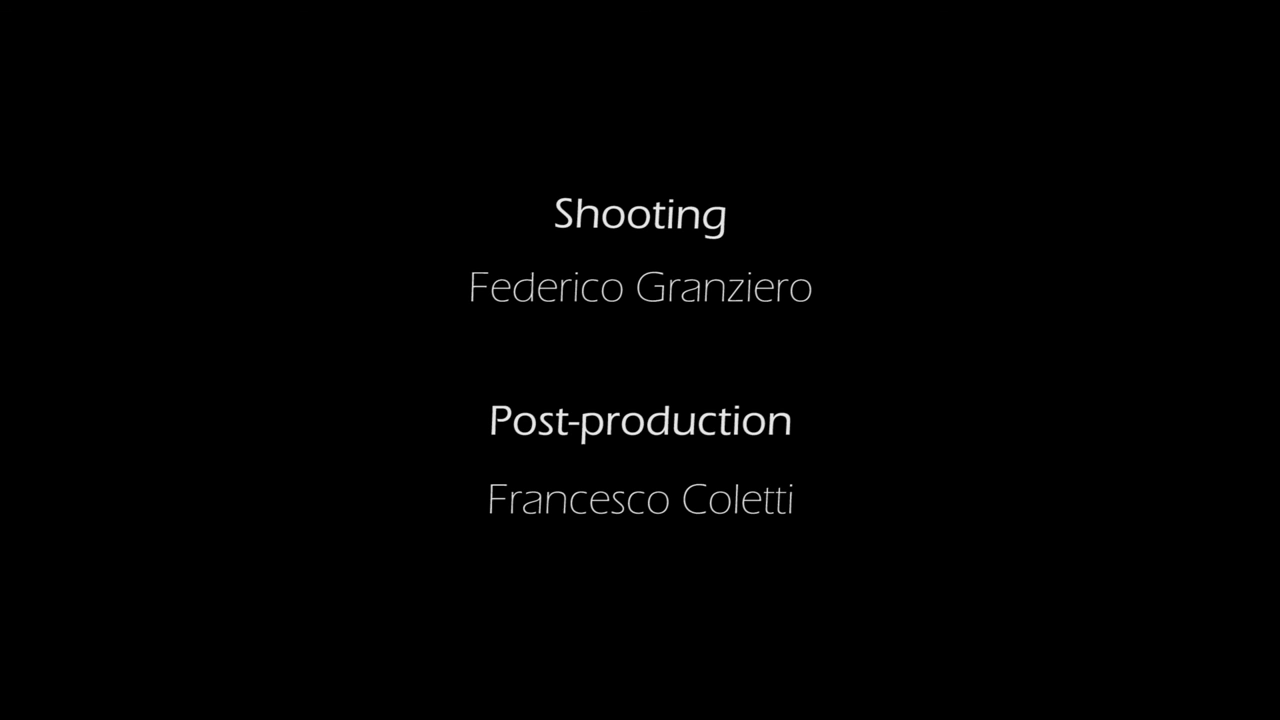 Shooting
Federico Granziero
Post-production
Francesco Coletti